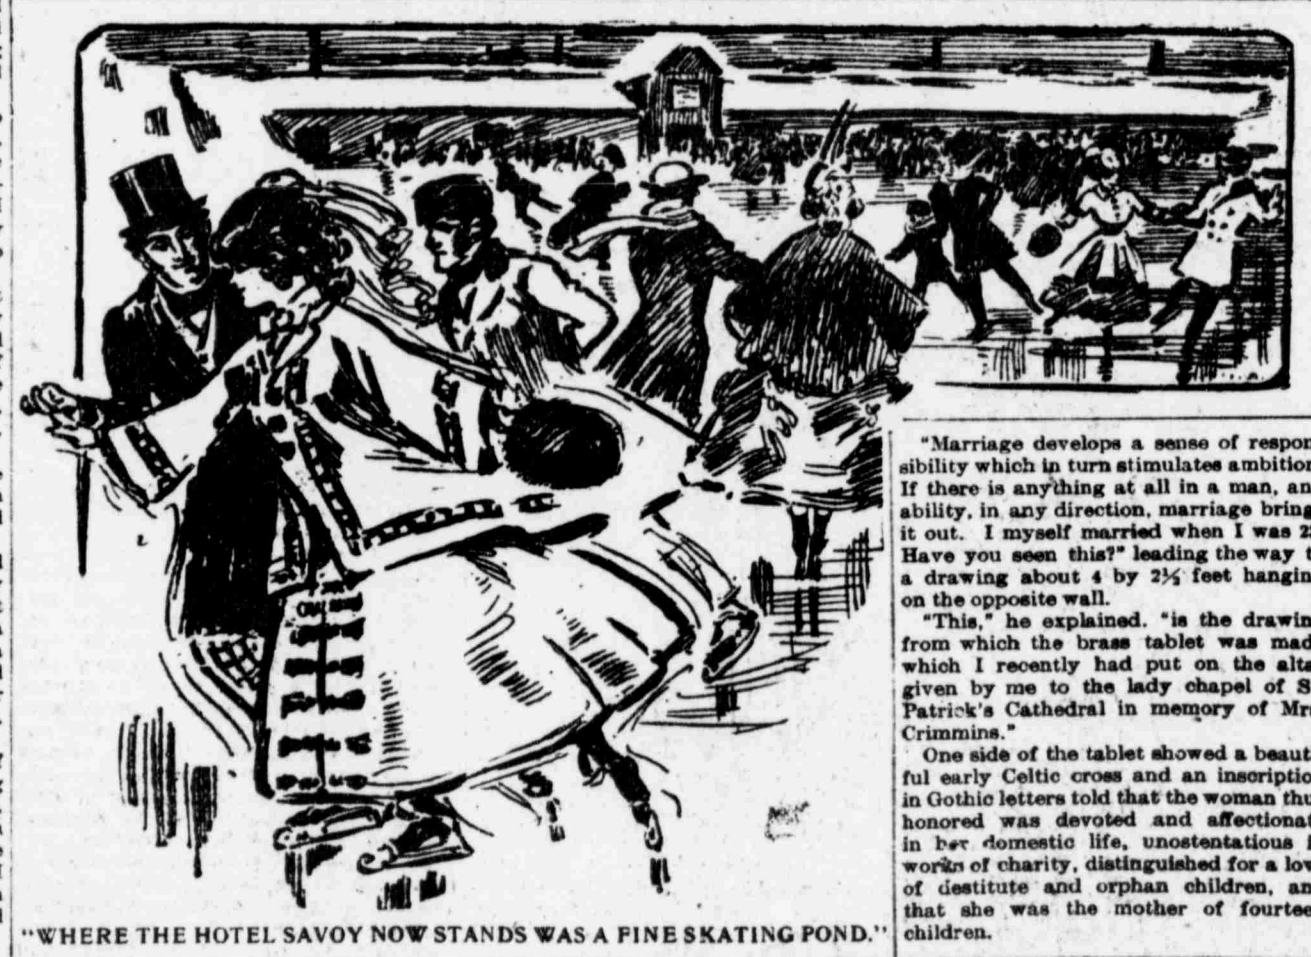 "WHERE THE HOTEL SAVOY NOW STANDS WAS A FINE SKATING POND."
"Marriage develops a sense of respon
sibility which in turn stimulates ambition
If there is anything at all in a man, an
ability, in any direction, marriage bring
it out. I myself married when I was 2
Have you seen this?" leading the way t
a drawing about 4 by 2½ feet hangin
on the opposite wall.
"This," he explained. "is the drawin
from which the brass tablet was mad
which I recently had put on the alta
given by me to the lady chapel of S
Patrick's Cathedral in memory of Mrs
Crimmins."
One side of the tablet showed a beaut
ful early Celtic cross and an inscriptio
in Gothic letters told that the woman thu
honored was devoted and affectionat
in her domestic life, unostentatious i
works of charity, distinguished for a lov
of destitute and orphan children, an
that she was the mother of fourtee
children.